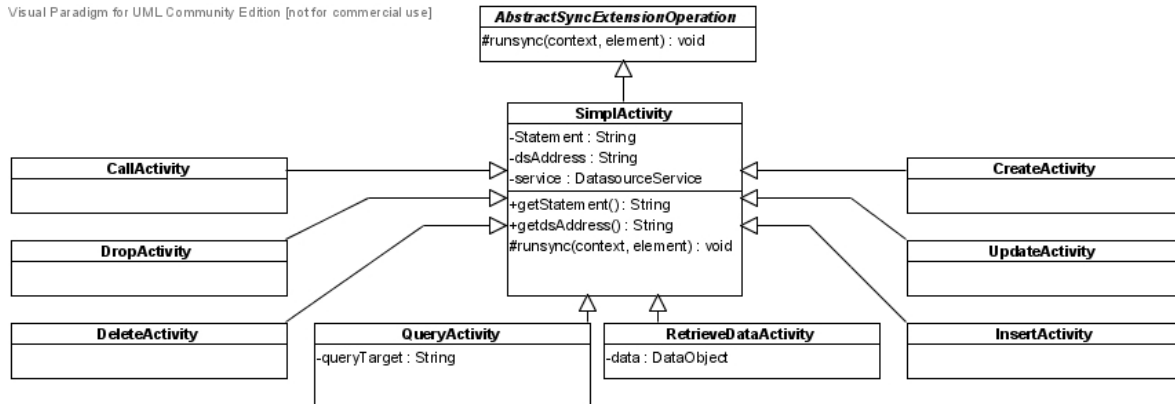 Visual Paradigm for UML Community Edition [not for commercial use]
AbstractSyncExtensionOperation
#runsync(context, element) : void
SimplActivity
-Statement : String
-dsAddress : String
-service : DatasourceService
+getStatement() : String
+getdsAddress() : String
#runsync(context, element) : void
CallActivity
CreateActivity
DropActivity
UpdateActivity
DeleteActivity
QueryActivity
-queryTarget : String
RetrieveDataActivity
-data : DataObject
InsertActivity